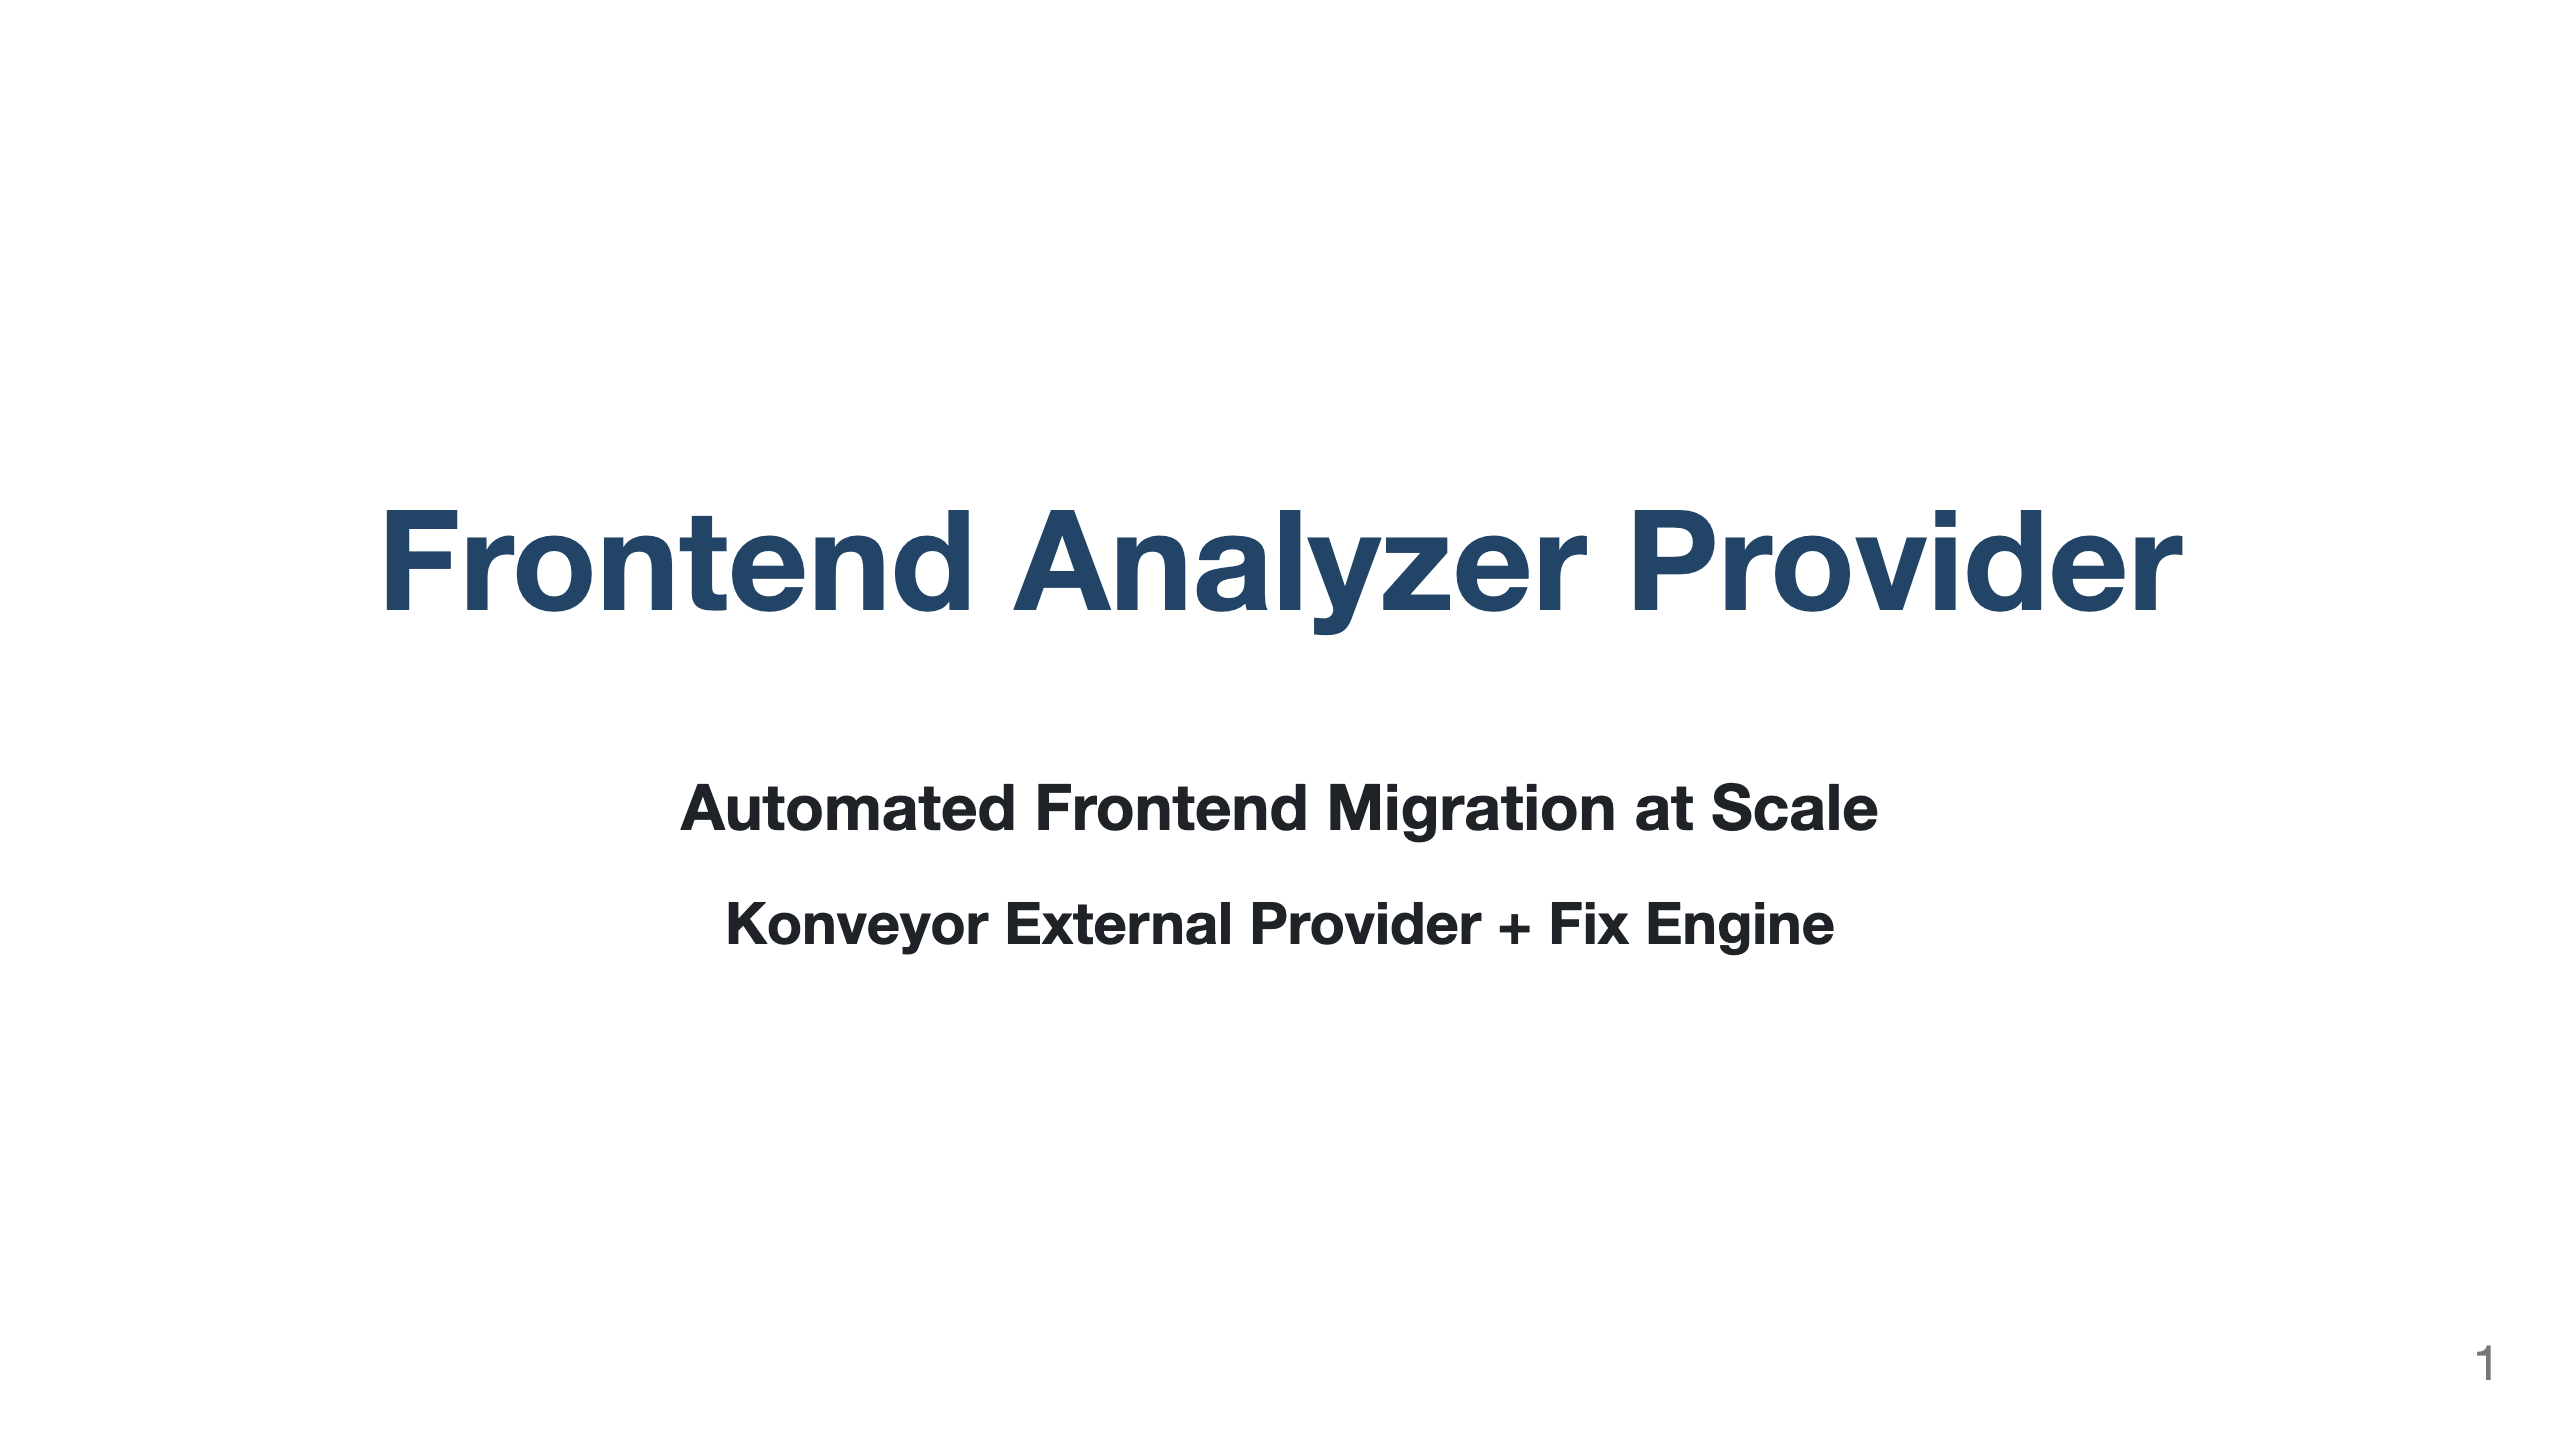 Frontend Analyzer Provider
Automated Frontend Migration at Scale
Konveyor External Provider + Fix Engine
1